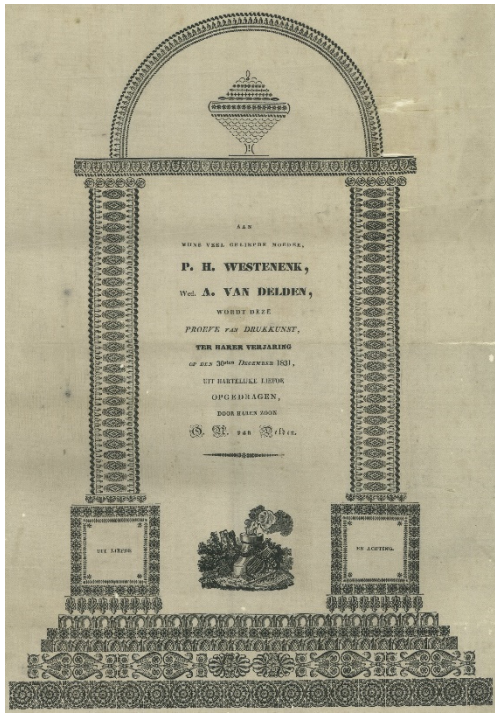 AAN
MIJNE VEEL GELIEFDE MOEDER,
P. H. WESTENENK,
Wed. A. VAN DELDEN,
WORDT DEZE
PROEVE VAN DRUKKUNST,
TER HARER VERJARING
OP DEN 30sten DECEMBER 1831,
UIT HARTELIJKE LIEFDE
OPGEDRAGEN,
DOOR HAREN ZOON
van Delden.
UIT LIEFDE
EN ACHTING.